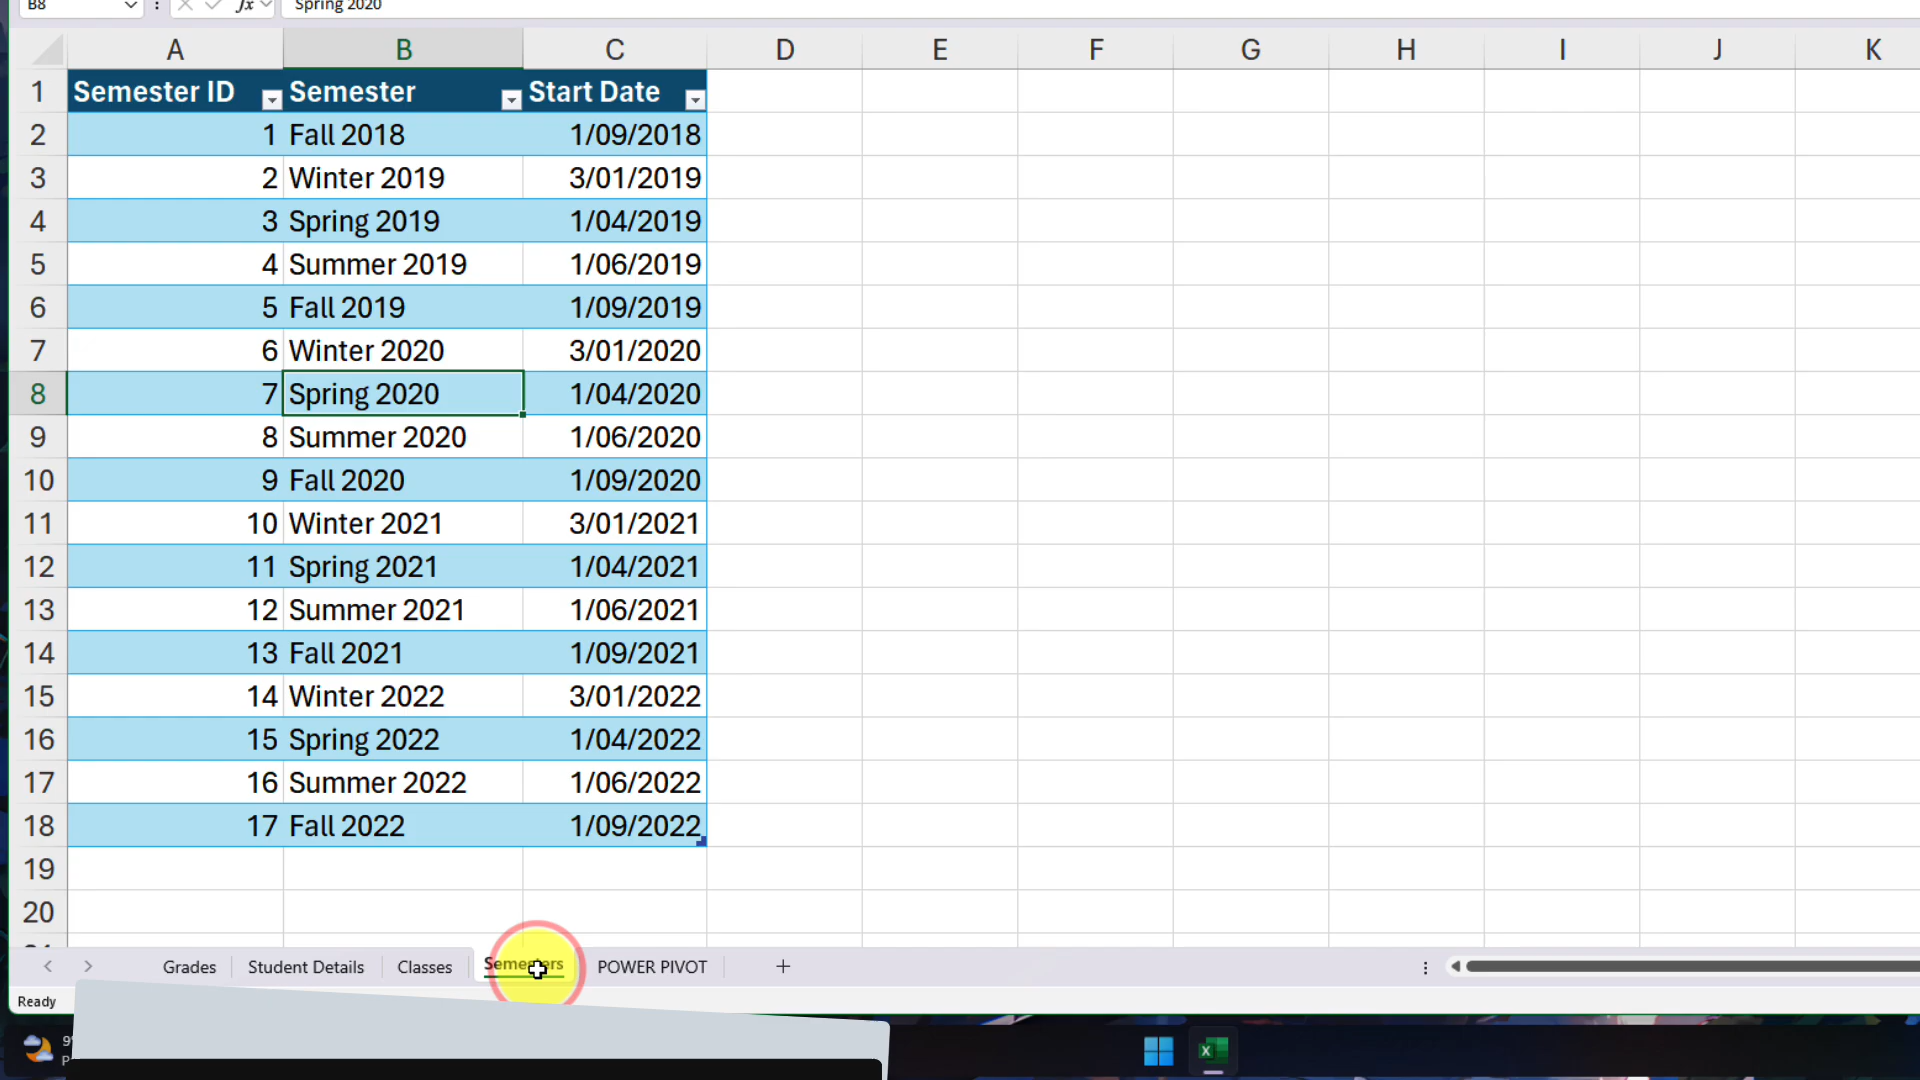 B8 fx Spring 2020
A B C D E F G H I J K
1 Semester ID Semester Start Date
2 1 Fall 2018 1/09/2018
3 2 Winter 2019 3/01/2019
4 3 Spring 2019 1/04/2019
5 4 Summer 2019 1/06/2019
6 5 Fall 2019 1/09/2019
7 6 Winter 2020 3/01/2020
8 7 Spring 2020 1/04/2020
9 8 Summer 2020 1/06/2020
10 9 Fall 2020 1/09/2020
11 10 Winter 2021 3/01/2021
12 11 Spring 2021 1/04/2021
13 12 Summer 2021 1/06/2021
14 13 Fall 2021 1/09/2021
15 14 Winter 2022 3/01/2022
16 15 Spring 2022 1/04/2022
17 16 Summer 2022 1/06/2022
18 17 Fall 2022 1/09/2022
19
20
Grades Student Details Classes Semesters POWER PIVOT
Ready